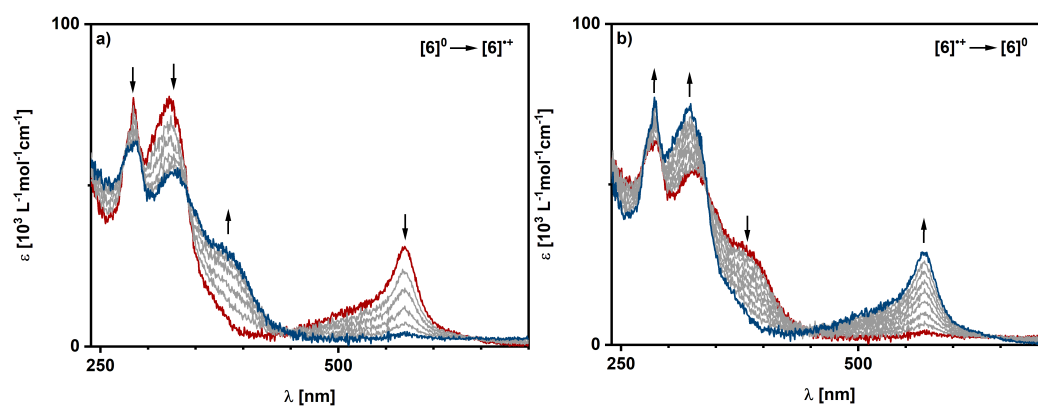 100
a)
[6]⁰ → [6]•⁺
ε [10³ L⁻¹mol⁻¹cm⁻¹]
0
250
500
λ [nm]
100
b)
[6]•⁺ → [6]⁰
ε [10³ L⁻¹mol⁻¹cm⁻¹]
0
250
500
λ [nm]